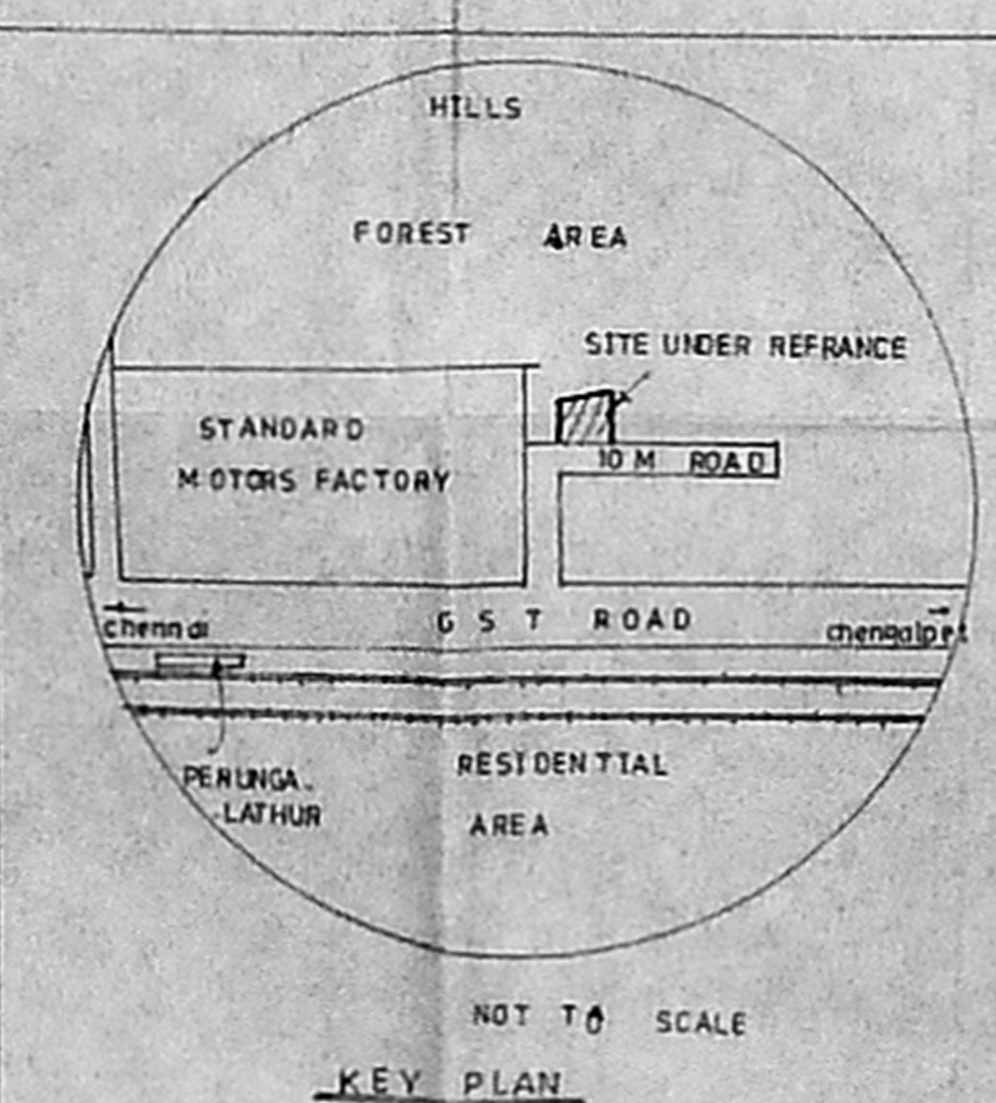 HILLS
FOREST AREA
SITE UNDER REFRANCE
STANDARD
MOTORS FACTORY
10 M ROAD
G S T ROAD
chennai
chengalpet
PERUNGA-
-LATHUR
RESIDENTIAL
AREA
NOT TO SCALE
KEY PLAN